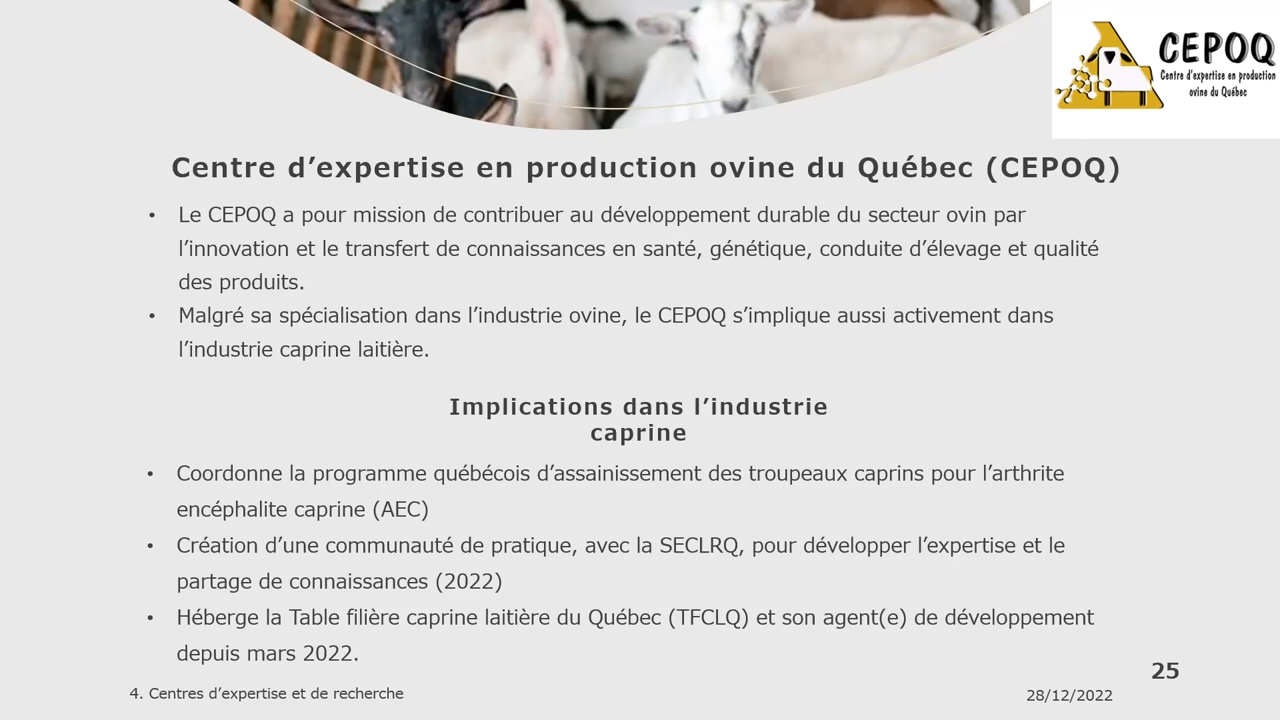 CEPOQ
Centre d'expertise en production
ovine du Québec
Centre d’expertise en production ovine du Québec (CEPOQ)
• Le CEPOQ a pour mission de contribuer au développement durable du secteur ovin par
l’innovation et le transfert de connaissances en santé, génétique, conduite d’élevage et qualité
des produits.
• Malgré sa spécialisation dans l’industrie ovine, le CEPOQ s’implique aussi activement dans
l’industrie caprine laitière.
Implications dans l’industrie
caprine
• Coordonne la programme québécois d’assainissement des troupeaux caprins pour l’arthrite
encéphalite caprine (AEC)
• Création d’une communauté de pratique, avec la SECLRQ, pour développer l’expertise et le
partage de connaissances (2022)
• Héberge la Table filière caprine laitière du Québec (TFCLQ) et son agent(e) de développement
depuis mars 2022.
25
4. Centres d’expertise et de recherche
28/12/2022